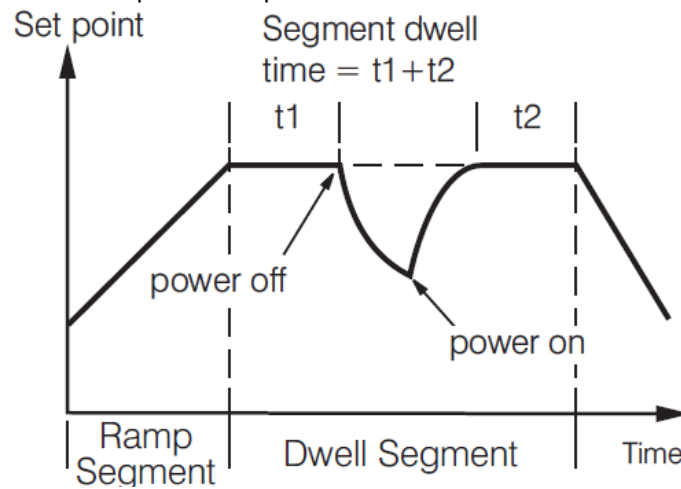 Set point
Segment dwell
time = t1+t2
t1
t2
power off
power on
Ramp
Segment
Dwell Segment
Time